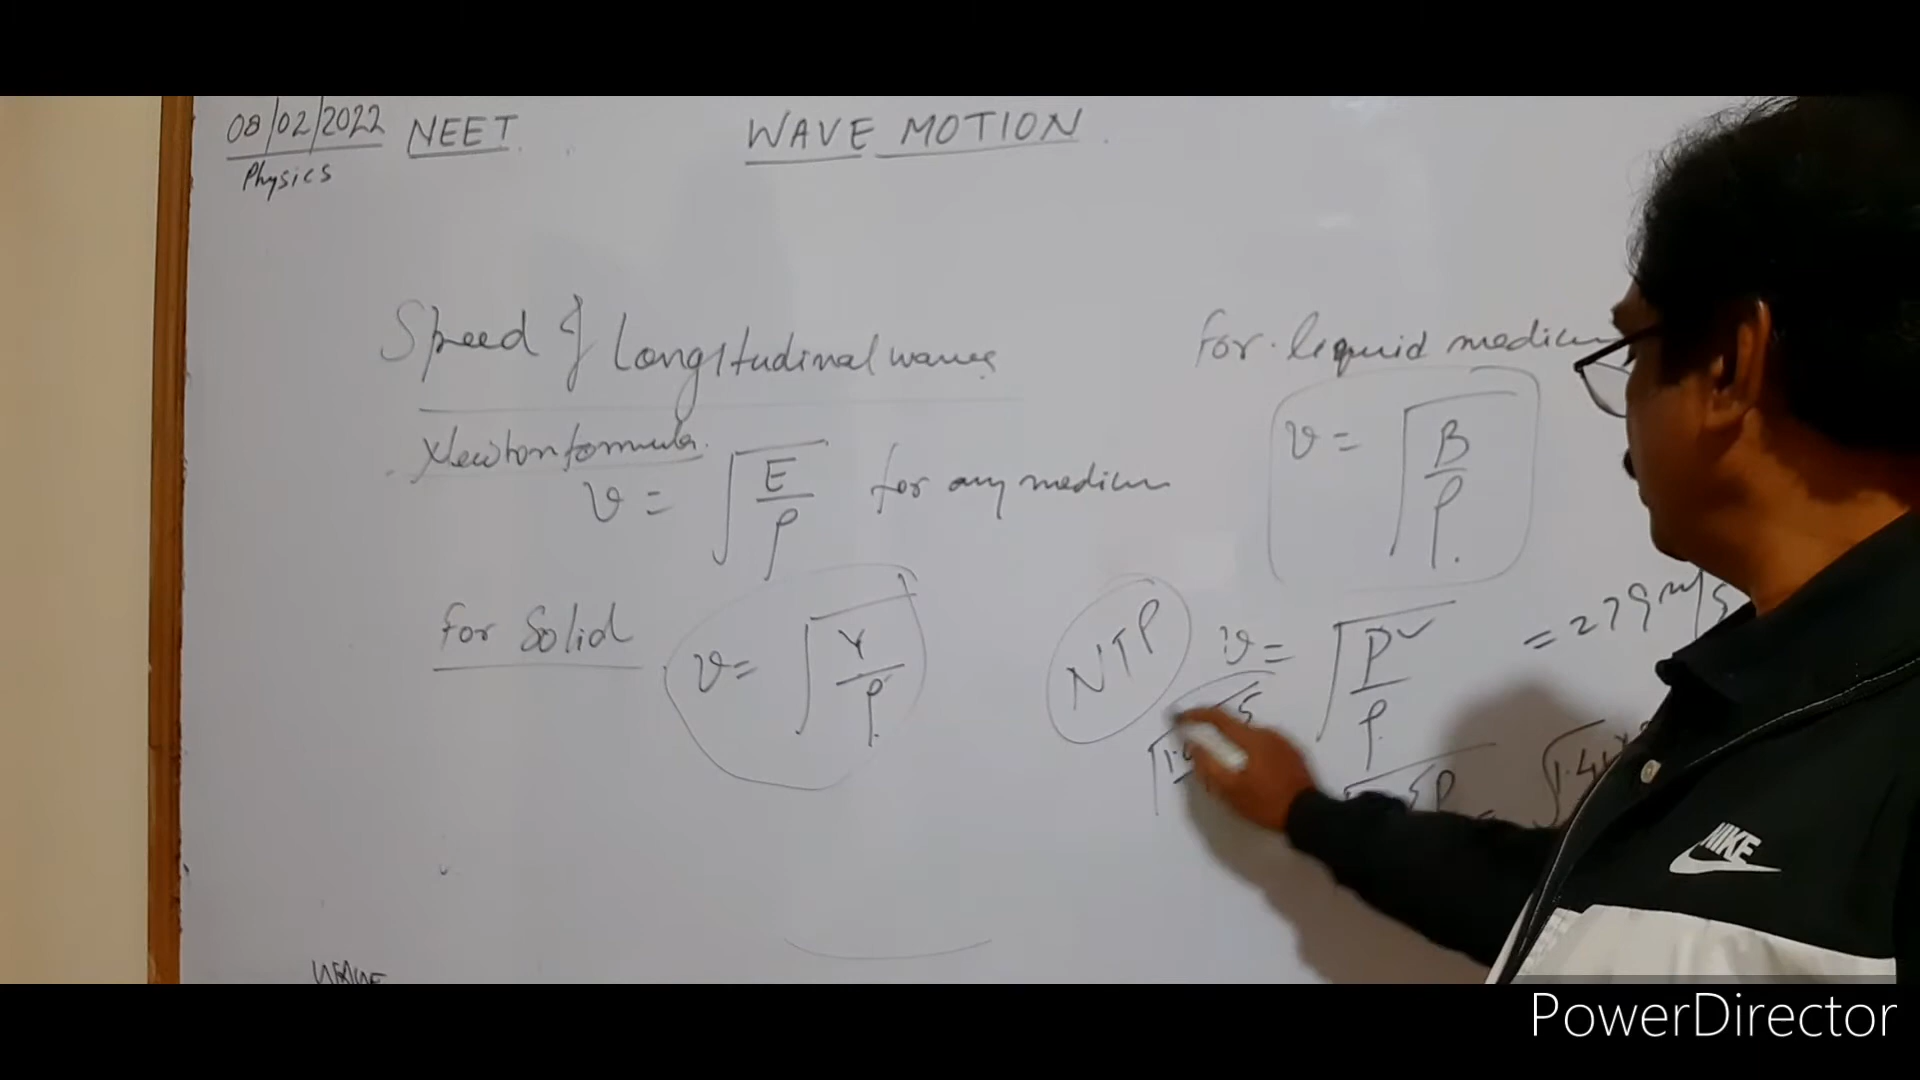 08/02/2022 NEET.
Physics
WAVE MOTION.
Speed of Longitudinal waves
Newton formula.
v = √E/ρ for any medium
For Solid v = √Y/ρ
For liquid medium
v = √B/ρ
NTP v = √P/ρ = 279 m/s
WAVE
NIKE
PowerDirector